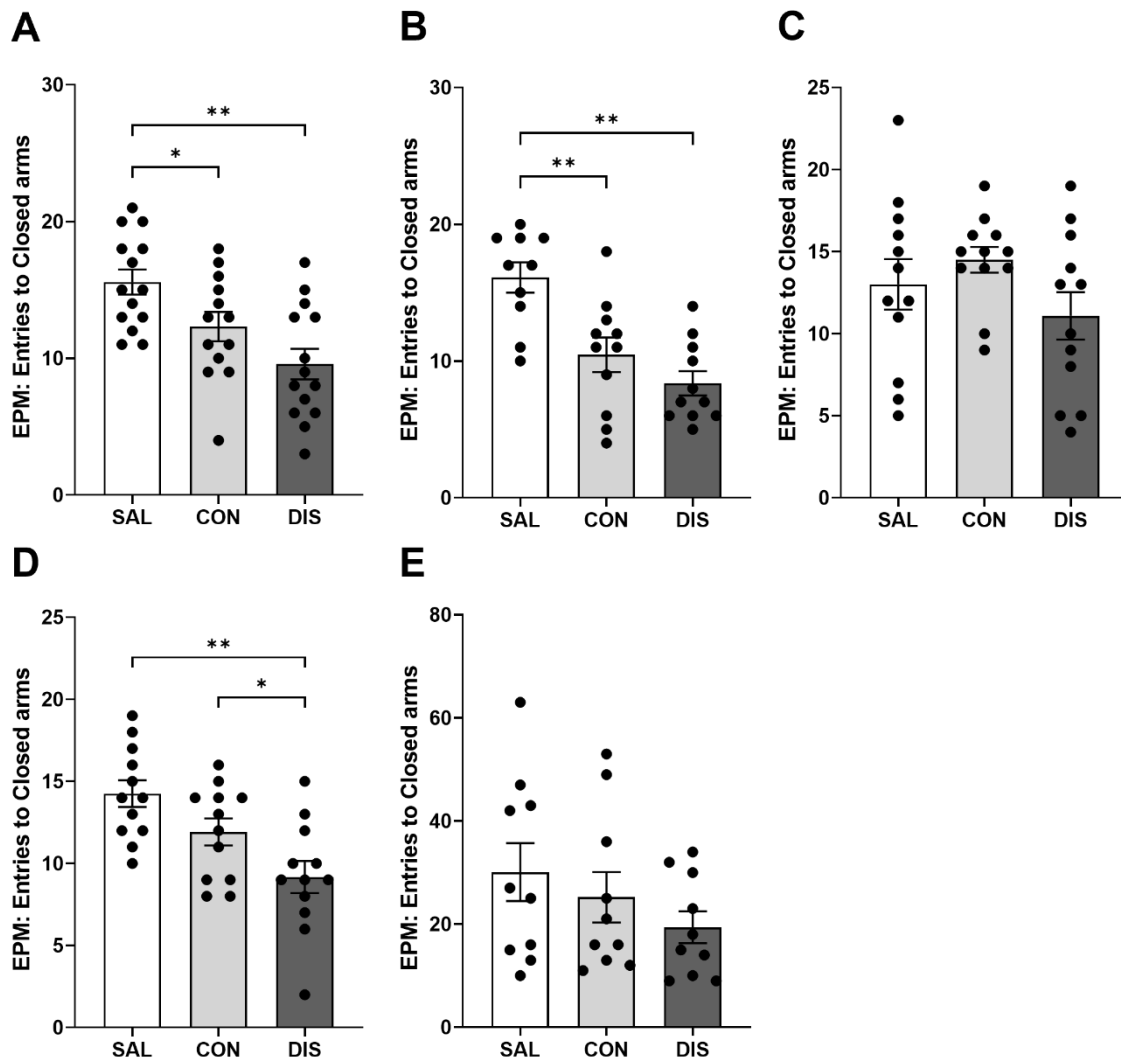 A
EPM: Entries to Closed arms
30
20
10
0
**
*
SAL CON DIS
B
EPM: Entries to Closed arms
30
20
10
0
**
**
SAL CON DIS
C
EPM: Entries to Closed arms
25
20
15
10
5
0
SAL CON DIS
D
EPM: Entries to Closed arms
25
20
15
10
5
0
**
*
SAL CON DIS
E
EPM: Entries to Closed arms
80
60
40
20
0
SAL CON DIS